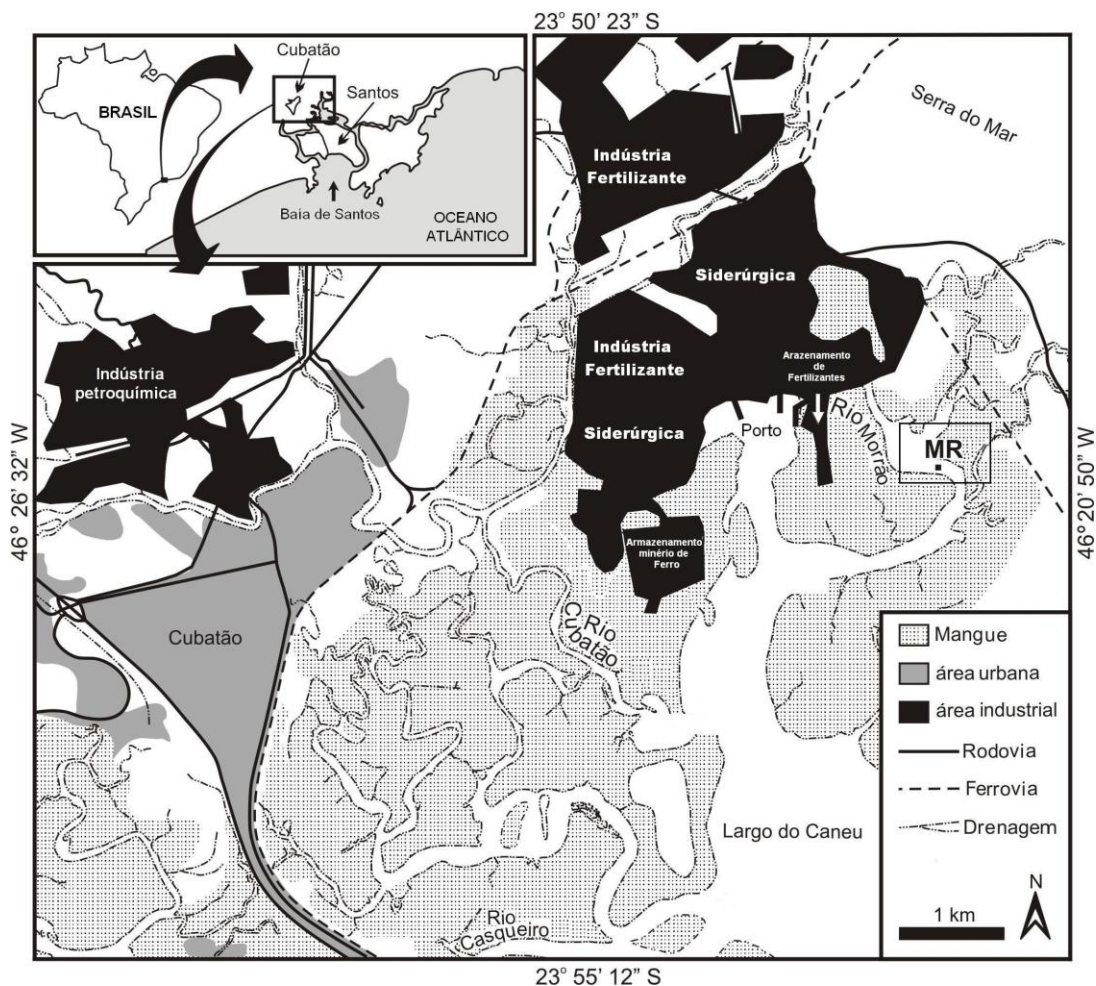 23° 50' 23" S
Cubatão
Santos
BRASIL
Baia de Santos
OCEANO
ATLÂNTICO
Serra do Mar
Indústria
Fertilizante
Siderúrgica
Indústria
petroquímica
Indústria
Fertilizante
Arazenamento
de
Fertilizantes
Siderúrgica
Porto
Rio
Morrão
MR
46° 26' 32" W
46° 20' 50" W
Armazenamento
minério de
Ferro
Cubatão
Rio
Cubatão
Mangue
área urbana
área industrial
Rodovia
Ferrovia
Drenagem
Largo do Caneu
N
1 km
Rio
Casqueiro
23° 55' 12" S